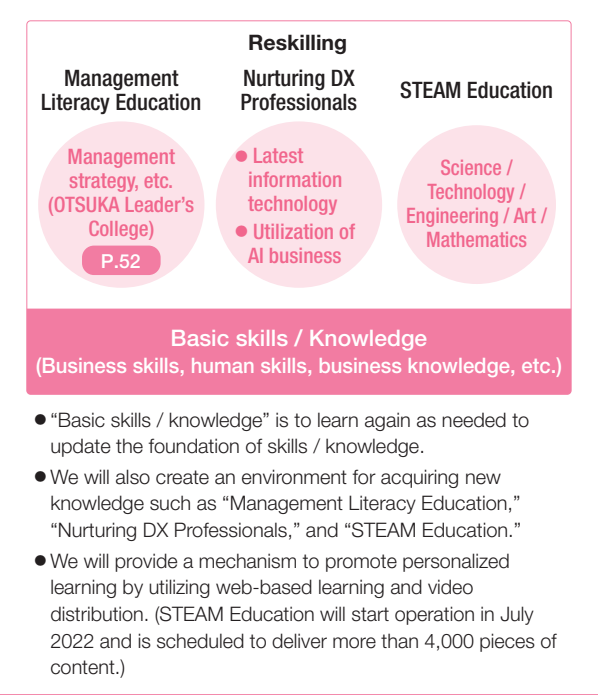 Reskilling
Management
Literacy Education
Nurturing DX
Professionals
STEAM Education
Management
strategy, etc.
(OTSUKA Leader's
College)
P.52
● Latest
information
technology
● Utilization of
AI business
Science /
Technology /
Engineering / Art /
Mathematics
Basic skills / Knowledge
(Business skills, human skills, business knowledge, etc.)
● “Basic skills / knowledge” is to learn again as needed to
update the foundation of skills / knowledge.
● We will also create an environment for acquiring new
knowledge such as “Management Literacy Education,”
“Nurturing DX Professionals,” and “STEAM Education.”
● We will provide a mechanism to promote personalized
learning by utilizing web-based learning and video
distribution. (STEAM Education will start operation in July
2022 and is scheduled to deliver more than 4,000 pieces of
content.)